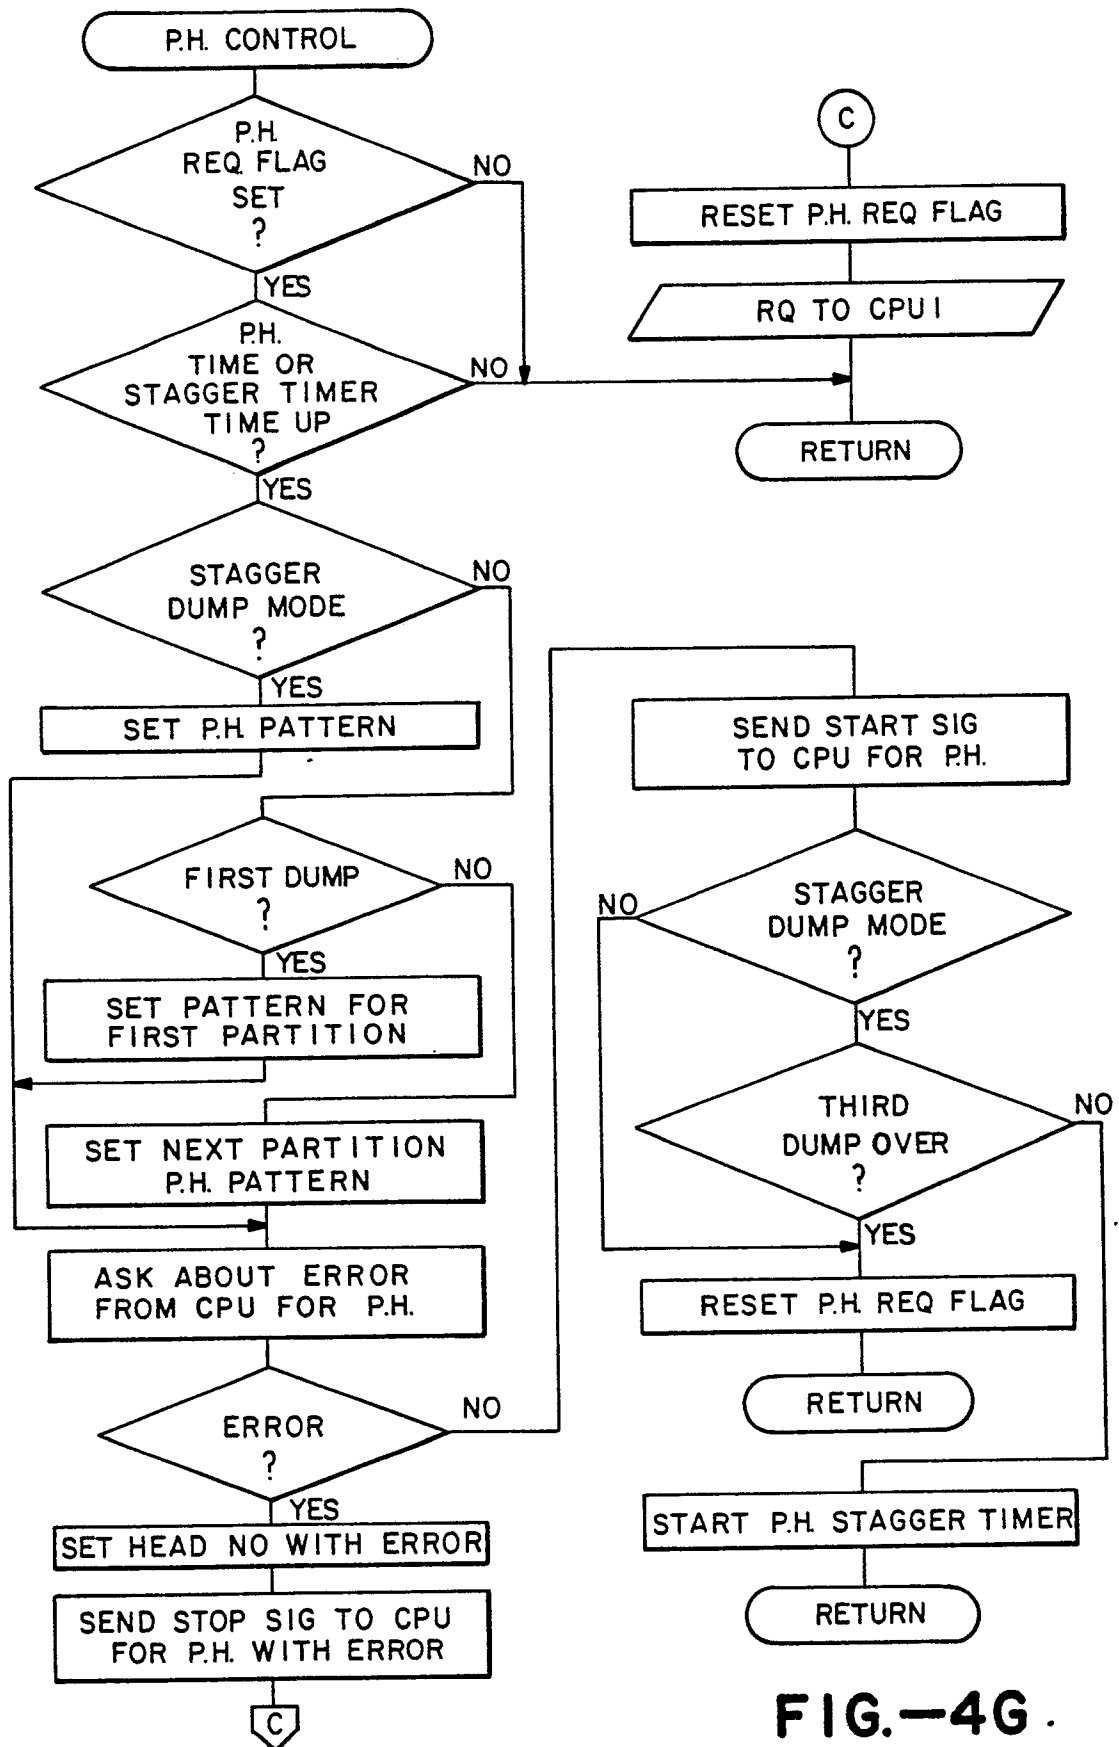 P.H. CONTROL
P.H.
REQ. FLAG
SET
?
NO
YES
P.H.
TIME OR
STAGGER TIMER
TIME UP
?
NO
YES
STAGGER
DUMP MODE
?
NO
YES
SET P.H. PATTERN
FIRST DUMP
?
NO
YES
SET PATTERN FOR
FIRST PARTITION
SET NEXT PARTITION
P.H. PATTERN
ASK ABOUT ERROR
FROM CPU FOR P.H.
ERROR
?
NO
YES
SET HEAD NO WITH ERROR
SEND STOP SIG TO CPU
FOR P.H. WITH ERROR
C
C
RESET P.H. REQ FLAG
RQ TO CPU I
RETURN
SEND START SIG
TO CPU FOR P.H.
STAGGER
DUMP MODE
?
NO
YES
THIRD
DUMP OVER
?
NO
YES
RESET P.H. REQ FLAG
RETURN
START P.H. STAGGER TIMER
RETURN
FIG.—4G